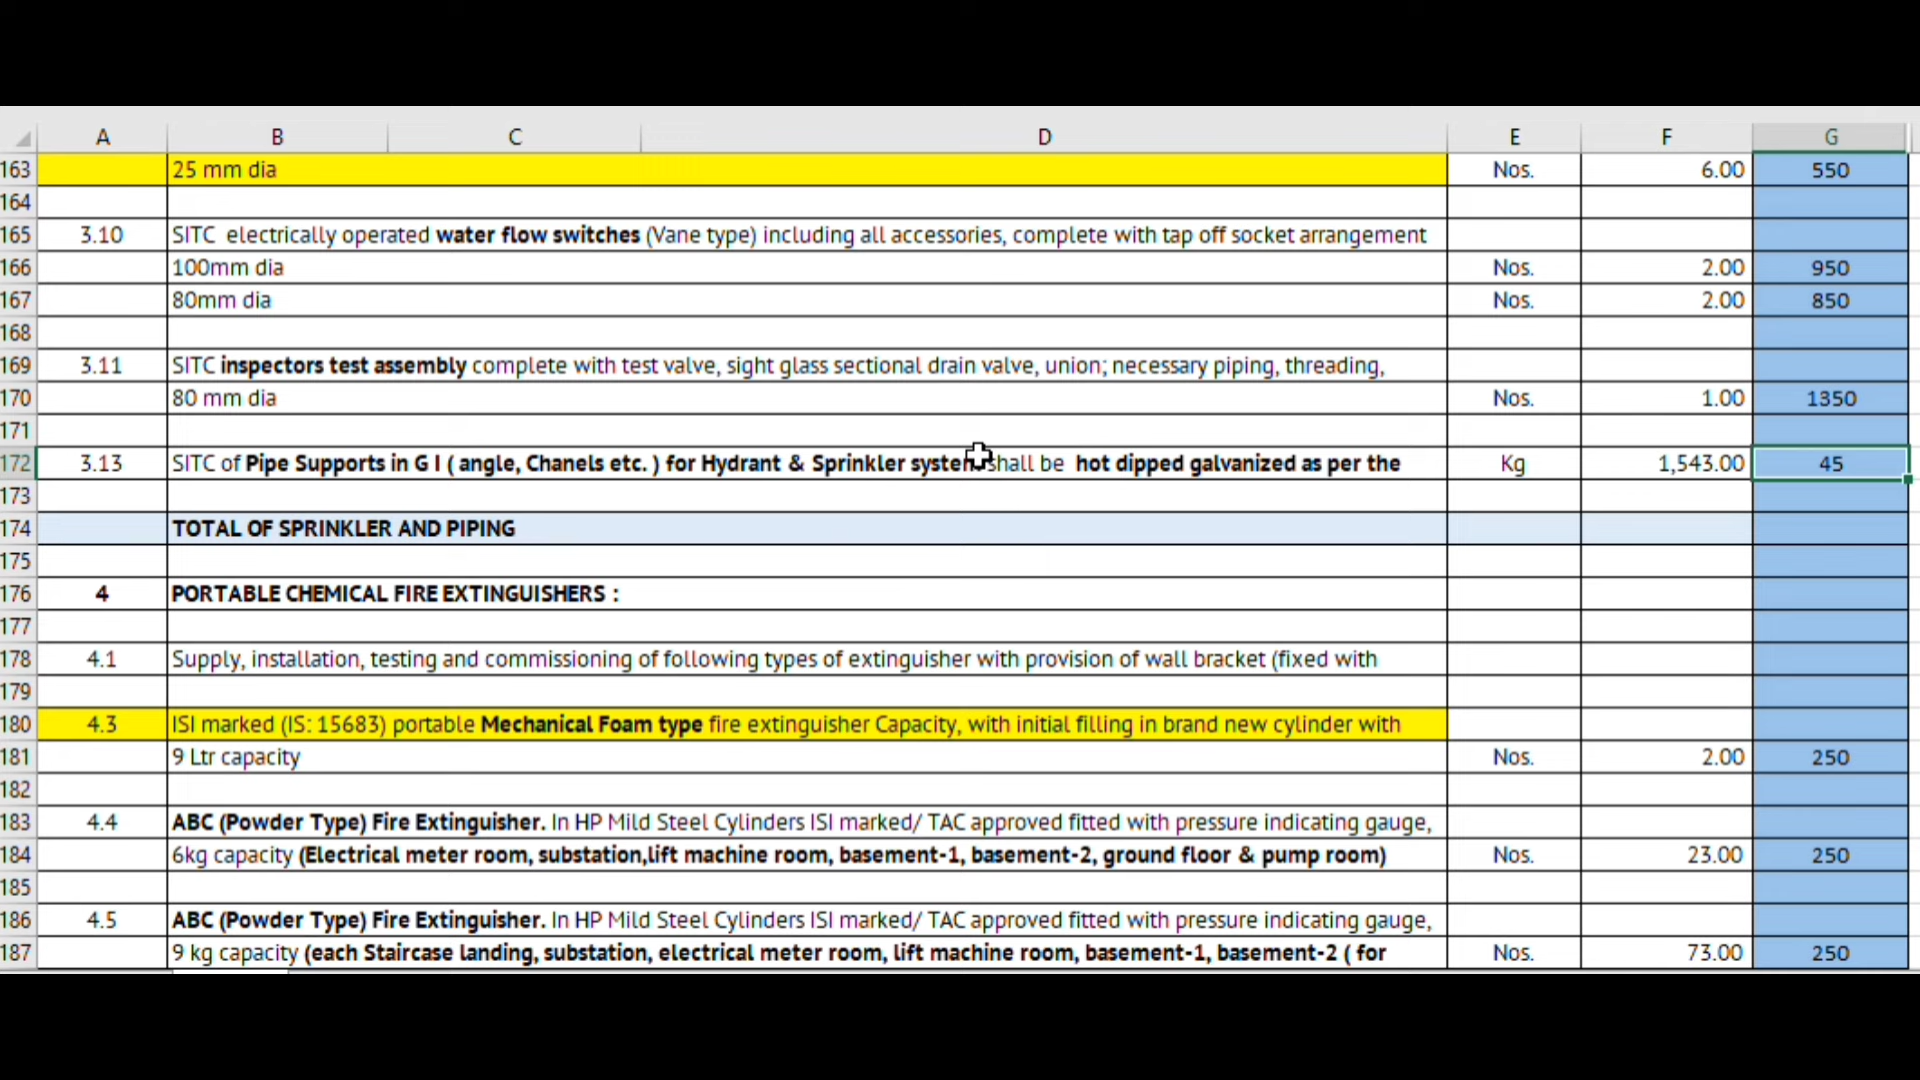 A B C D E F G
163 25 mm dia Nos. 6.00 550
164
165 3.10 SITC electrically operated water flow switches (Vane type) including all accessories, complete with tap off socket arrangement
166 100mm dia Nos. 2.00 950
167 80mm dia Nos. 2.00 850
168
169 3.11 SITC inspectors test assembly complete with test valve, sight glass sectional drain valve, union; necessary piping, threading,
170 80 mm dia Nos. 1.00 1350
171
172 3.13 SITC of Pipe Supports in G I ( angle, Chanels etc. ) for Hydrant & Sprinkler system shall be hot dipped galvanized as per the Kg 1,543.00 45
173
174 TOTAL OF SPRINKLER AND PIPING
175
176 4 PORTABLE CHEMICAL FIRE EXTINGUISHERS :
177
178 4.1 Supply, installation, testing and commissioning of following types of extinguisher with provision of wall bracket (fixed with
179
180 4.3 ISI marked (IS: 15683) portable Mechanical Foam type fire extinguisher Capacity, with initial filling in brand new cylinder with
181 9 Ltr capacity Nos. 2.00 250
182
183 4.4 ABC (Powder Type) Fire Extinguisher. In HP Mild Steel Cylinders ISI marked/ TAC approved fitted with pressure indicating gauge,
184 6kg capacity (Electrical meter room, substation,lift machine room, basement-1, basement-2, ground floor & pump room) Nos. 23.00 250
185
186 4.5 ABC (Powder Type) Fire Extinguisher. In HP Mild Steel Cylinders ISI marked/ TAC approved fitted with pressure indicating gauge,
187 9 kg capacity (each Staircase landing, substation, electrical meter room, lift machine room, basement-1, basement-2 ( for Nos. 73.00 250